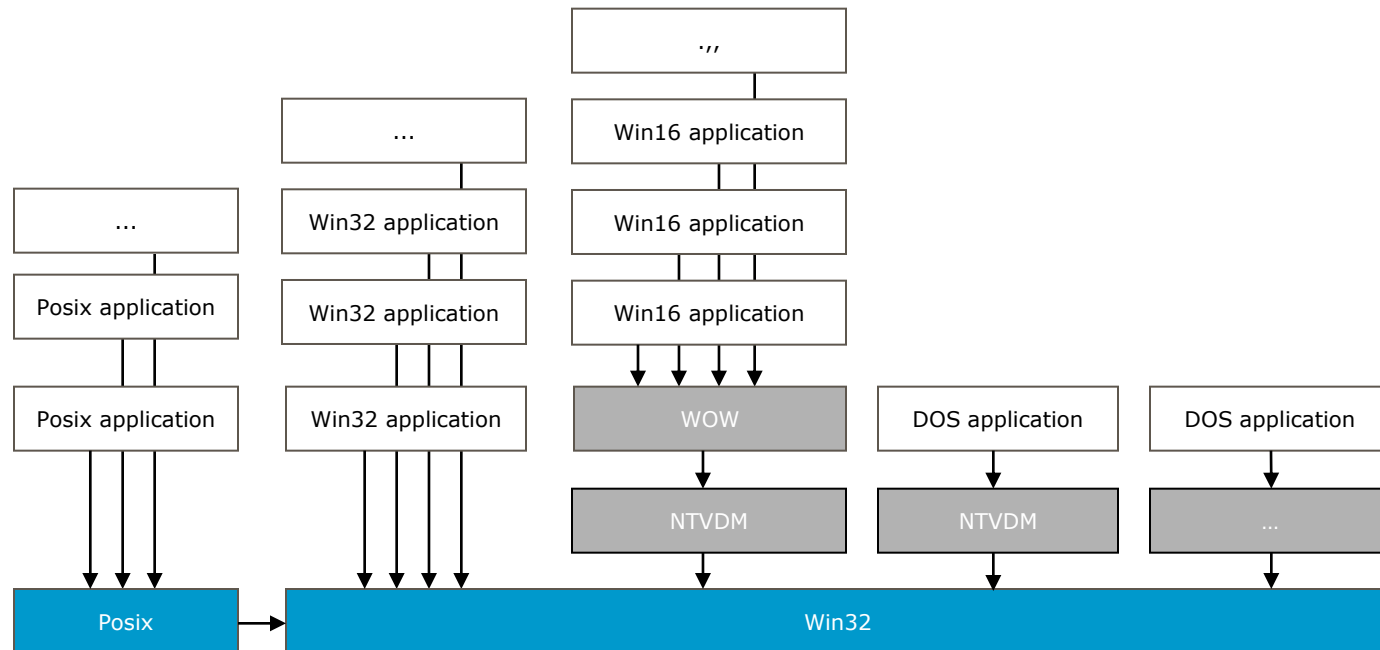 .,,
...
Win16 application
...
Win32 application
Win16 application
Posix application
Win32 application
Win16 application
Posix application
Win32 application
WOW
DOS application
DOS application
NTVDM
NTVDM
...
Posix
Win32